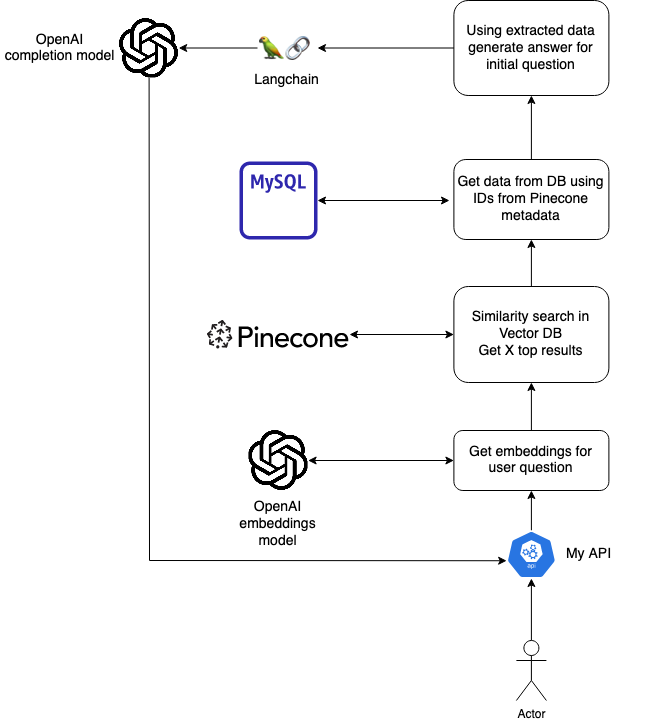 OpenAI
completion model
Langchain
Using extracted data
generate answer for
initial question
MySQL
Get data from DB using
IDs from Pinecone
metadata
Pinecone
Similarity search in
Vector DB
Get X top results
OpenAI
embeddings
model
Get embeddings for
user question
api
My API
Actor